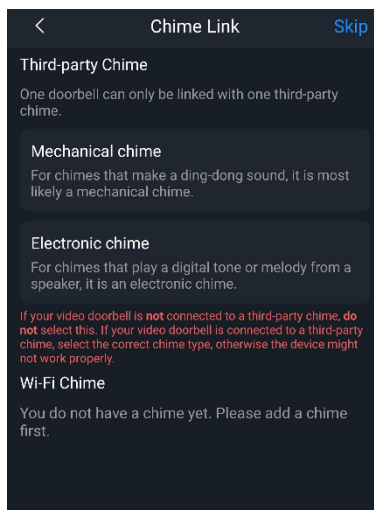 Chime Link
Skip
Third-party Chime
One doorbell can only be linked with one third-party
chime.
Mechanical chime
For chimes that make a ding-dong sound, it is most
likely a mechanical chime.
Electronic chime
For chimes that play a digital tone or melody from a
speaker, it is an electronic chime.
If your video doorbell is not connected to a third-party chime, do
not select this. If your video doorbell is connected to a third-party
chime, select the correct chime type, otherwise the device might
not work properly.
Wi-Fi Chime
You do not have a chime yet. Please add a chime
first.